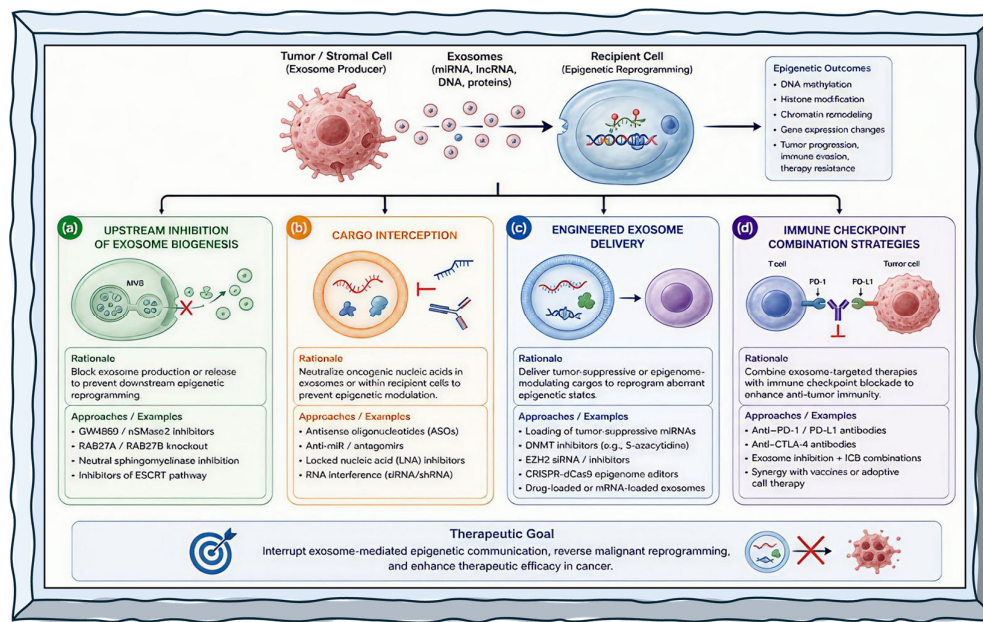 Tumor / Stromal Cell
(Exosome Producer)
Exosomes
(miRNA, lncRNA,
DNA, proteins)
Recipient Cell
(Epigenetic Reprogramming)
Epigenetic Outcomes
• DNA methylation
• Histone modification
• Chromatin remodeling
• Gene expression changes
• Tumor progression,
immune evasion,
therapy resistance
(a)
UPSTREAM INHIBITION
OF EXOSOME BIOGENESIS
MVB
Rationale
Block exosome production or release
to prevent downstream epigenetic
reprogramming.
Approaches / Examples
• GW4869 / nSMase2 inhibitors
• RAB27A / RAB27B knockout
• Neutral sphingomyelinase inhibition
• Inhibitors of ESCRT pathway
(b)
CARGO INTERCEPTION
Rationale
Neutralize oncogenic nucleic acids in
exosomes or within recipient cells to
prevent epigenetic modulation.
Approaches / Examples
• Antisense oligonucleotides (ASOs)
• Anti-miR / antagomirs
• Locked nucleic acid (LNA) inhibitors
• RNA interference (siRNA/shRNA)
(c)
ENGINEERED EXOSOME
DELIVERY
Rationale
Deliver tumor-suppressive or epigenome-
modulating cargos to reprogram aberrant
epigenetic states.
Approaches / Examples
• Loading of tumor-suppressive miRNAs
• DNMT inhibitors (e.g., S-azacytidine)
• EZH2 siRNA / inhibitors
• CRISPR-dCas9 epigenome editors
• Drug-loaded or mRNA-loaded exosomes
(d)
IMMUNE CHECKPOINT
COMBINATION STRATEGIES
T cell
Tumor cell
PD-1
PD-L1
Rationale
Combine exosome-targeted therapies
with immune checkpoint blockade to
enhance anti-tumor immunity.
Approaches / Examples
• Anti-PD-1 / PD-L1 antibodies
• Anti-CTLA-4 antibodies
• Exosome inhibition + ICB combinations
• Synergy with vaccines or adoptive
call therapy
Therapeutic Goal
Interrupt exosome-mediated epigenetic communication, reverse malignant reprogramming,
and enhance therapeutic efficacy in cancer.